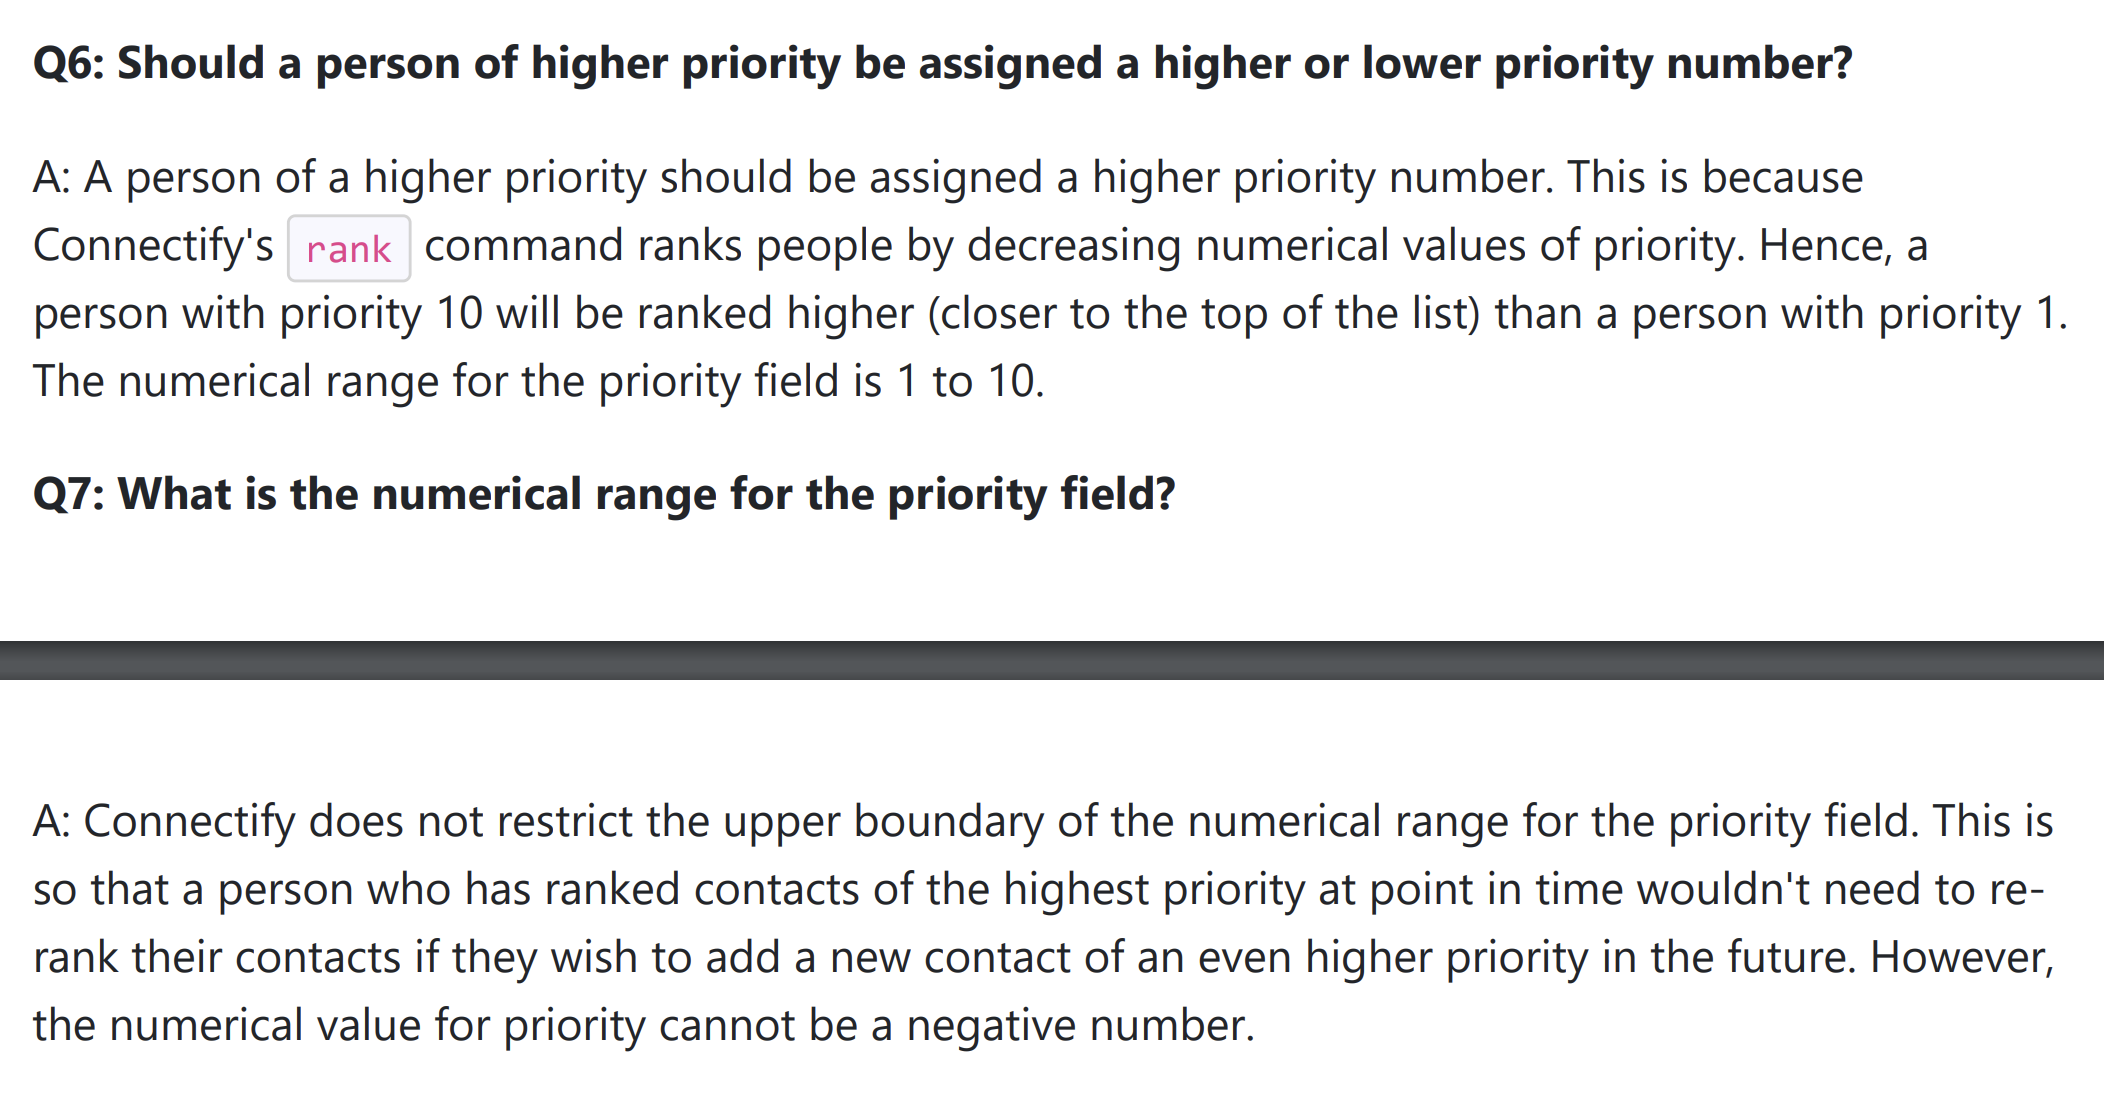 Q6: Should a person of higher priority be assigned a higher or lower priority number?
A: A person of a higher priority should be assigned a higher priority number. This is because
Connectify's rank command ranks people by decreasing numerical values of priority. Hence, a
person with priority 10 will be ranked higher (closer to the top of the list) than a person with priority 1.
The numerical range for the priority field is 1 to 10.
Q7: What is the numerical range for the priority field?
A: Connectify does not restrict the upper boundary of the numerical range for the priority field. This is
so that a person who has ranked contacts of the highest priority at point in time wouldn't need to re-
rank their contacts if they wish to add a new contact of an even higher priority in the future. However,
the numerical value for priority cannot be a negative number.